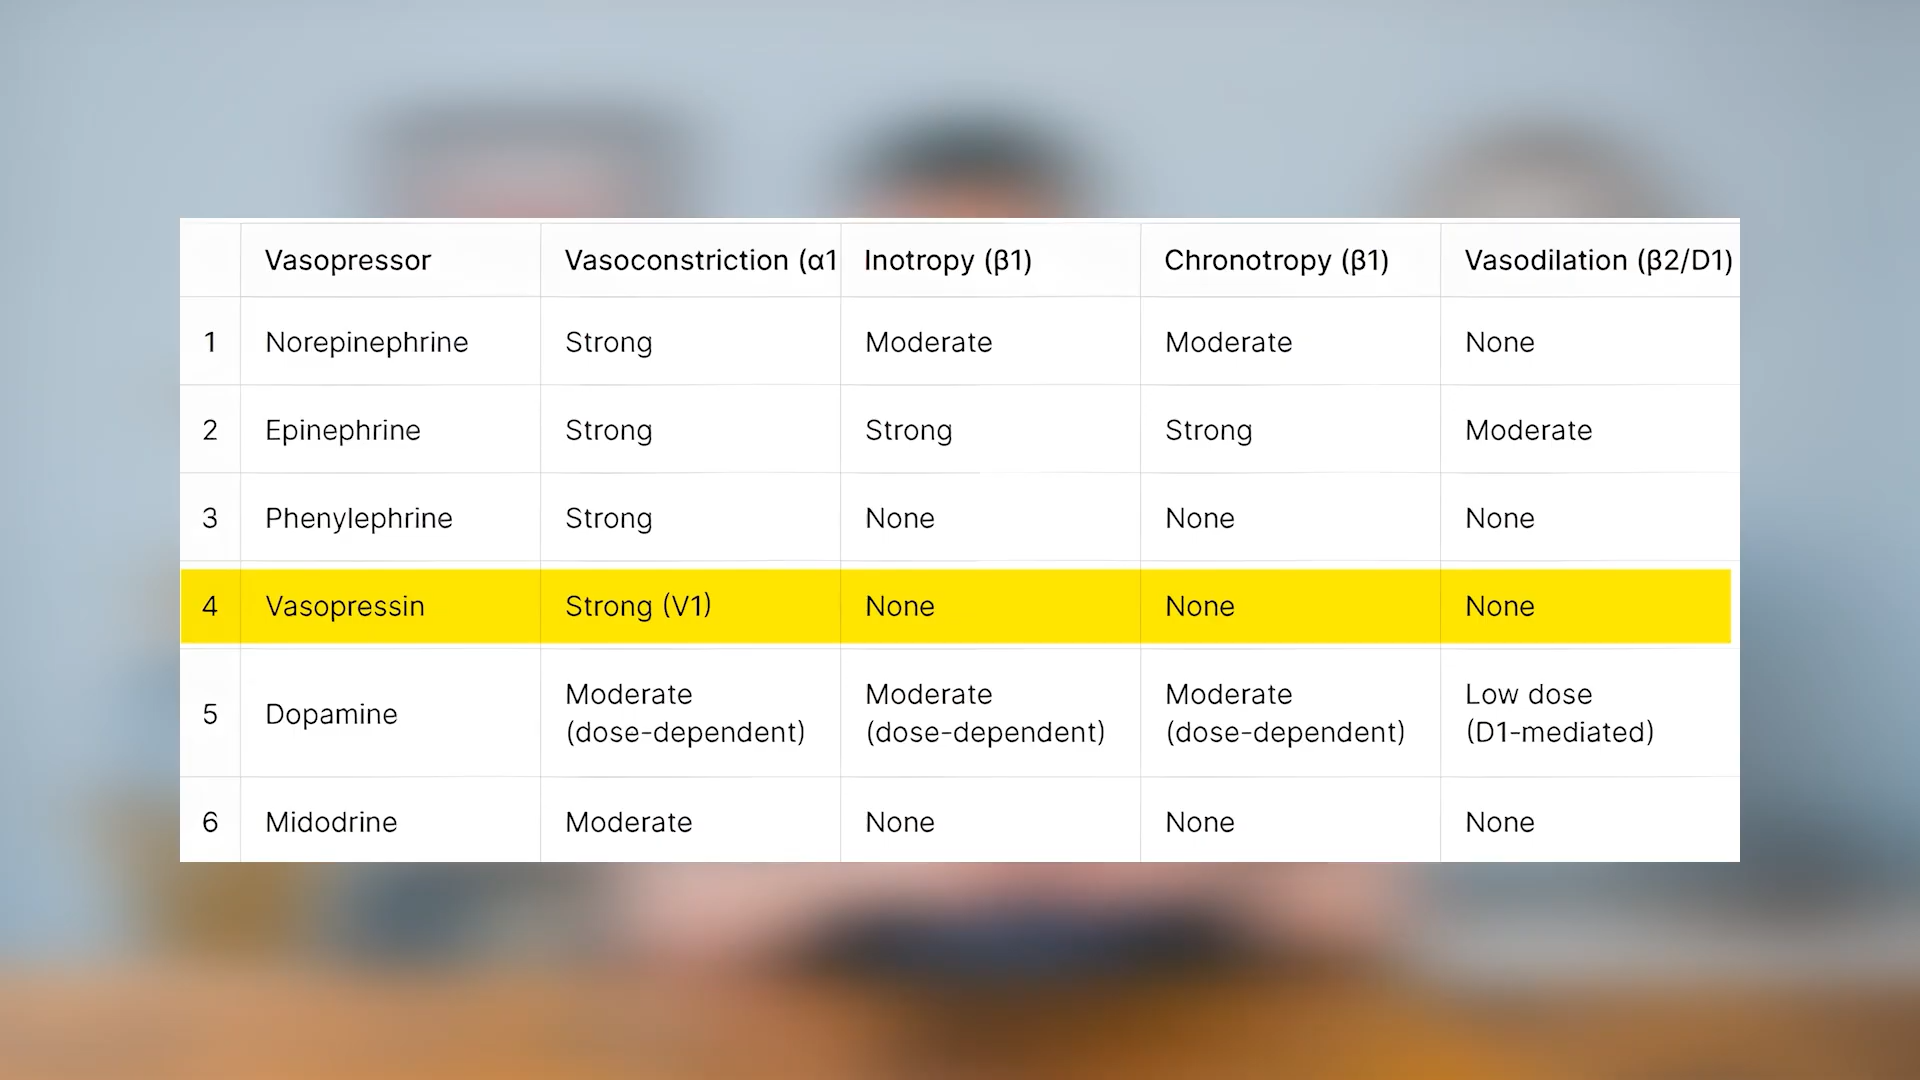 Vasopressor Vasoconstriction (α1 Inotropy (β1) Chronotropy (β1) Vasodilation (β2/D1)
1 Norepinephrine Strong Moderate Moderate None
2 Epinephrine Strong Strong Strong Moderate
3 Phenylephrine Strong None None None
4 Vasopressin Strong (V1) None None None
5 Dopamine Moderate (dose-dependent) Moderate (dose-dependent) Moderate (dose-dependent) Low dose (D1-mediated)
6 Midodrine Moderate None None None